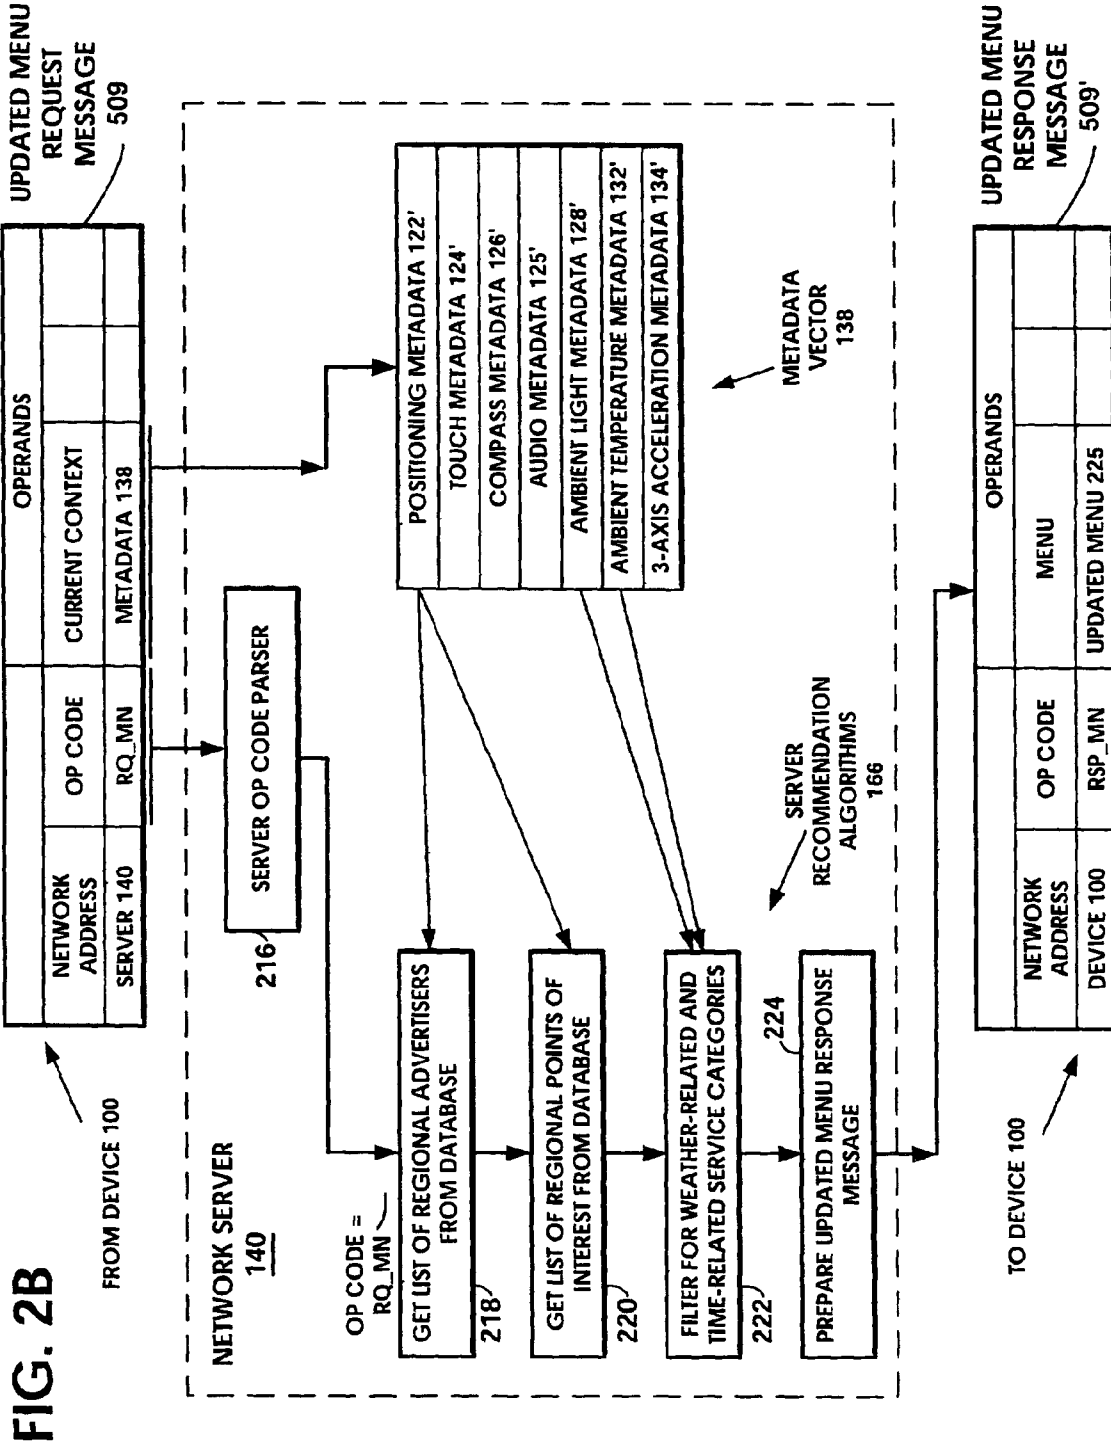 FIG. 2B
FROM DEVICE 100
UPDATED MENU
REQUEST
MESSAGE
509
OPERANDS
NETWORK
ADDRESS
OP CODE
CURRENT CONTEXT
SERVER 140
RQ_MN
METADATA 138
NETWORK SERVER
140
SERVER OP CODE PARSER
216
OP CODE =
RQ_MN
GET LIST OF REGIONAL ADVERTISERS
FROM DATABASE
218
GET LIST OF REGIONAL POINTS OF
INTEREST FROM DATABASE
220
FILTER FOR WEATHER-RELATED AND
TIME-RELATED SERVICE CATEGORIES
222
224
PREPARE UPDATED MENU RESPONSE
MESSAGE
SERVER
RECOMMENDATION
ALGORITHMS
166
POSITIONING METADATA 122'
TOUCH METADATA 124'
COMPASS METADATA 126'
AUDIO METADATA 125'
AMBIENT LIGHT METADATA 128'
AMBIENT TEMPERATURE METADATA 132'
3-AXIS ACCELERATION METADATA 134'
METADATA
VECTOR
138
TO DEVICE 100
UPDATED MENU
RESPONSE
MESSAGE
509'
OPERANDS
NETWORK
ADDRESS
OP CODE
MENU
DEVICE 100
RSP_MN
UPDATED MENU 225